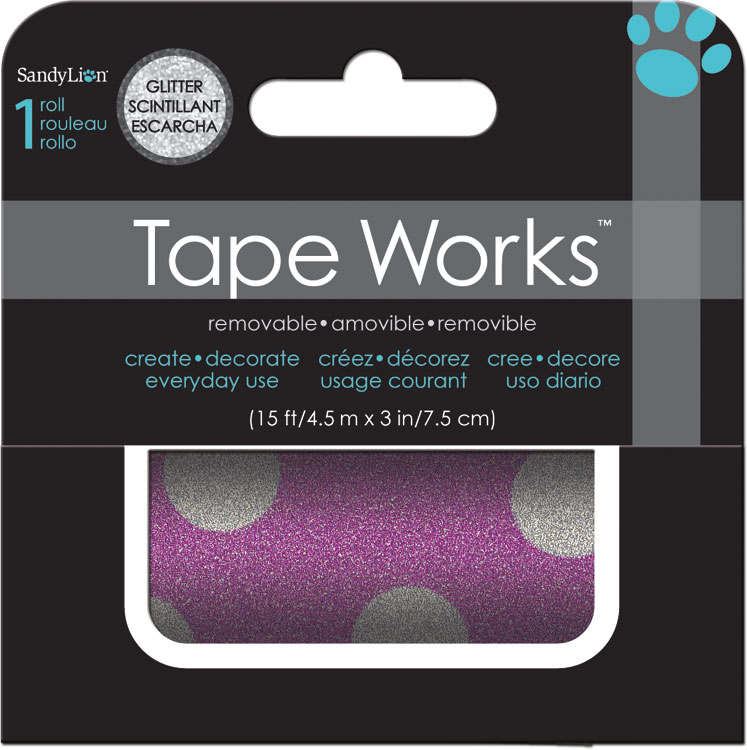 SandyLion
1 roll
rouleau
rollo
GLITTER
SCINTILLANT
ESCARCHA
Tape Works™
removable•amovible•removible
create•decorate
everyday use
créez•décorez
usage courant
cree•decore
uso diario
(15 ft/4.5 m x 3 in/7.5 cm)